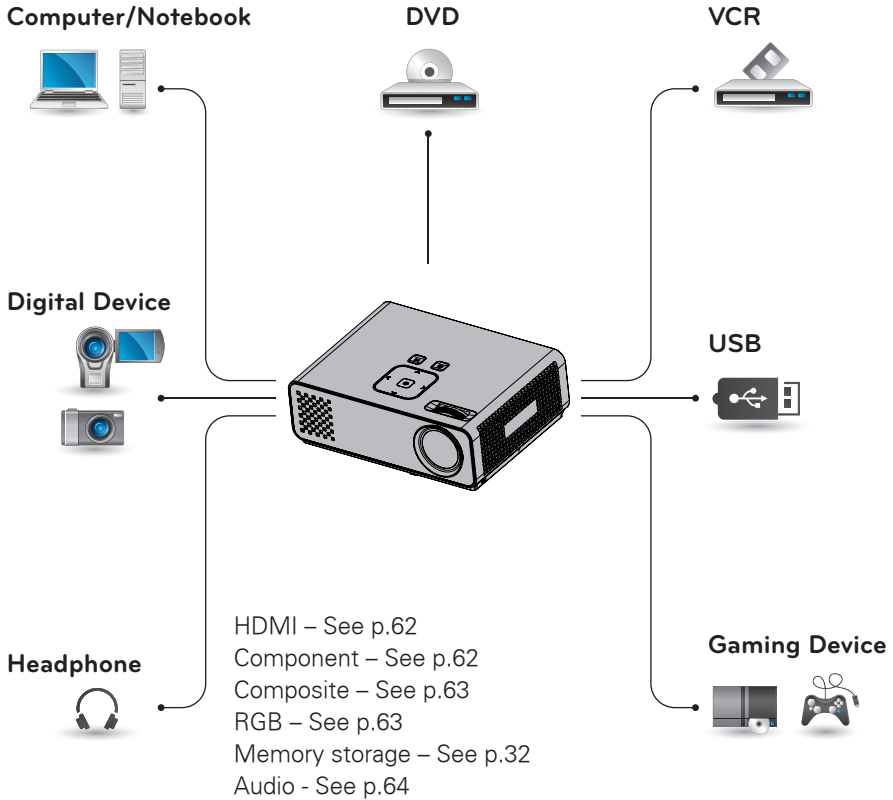 Computer/Notebook
DVD
VCR
Digital Device
USB
Headphone
HDMI – See p.62
Component – See p.62
Composite – See p.63
RGB – See p.63
Memory storage – See p.32
Audio - See p.64
Gaming Device